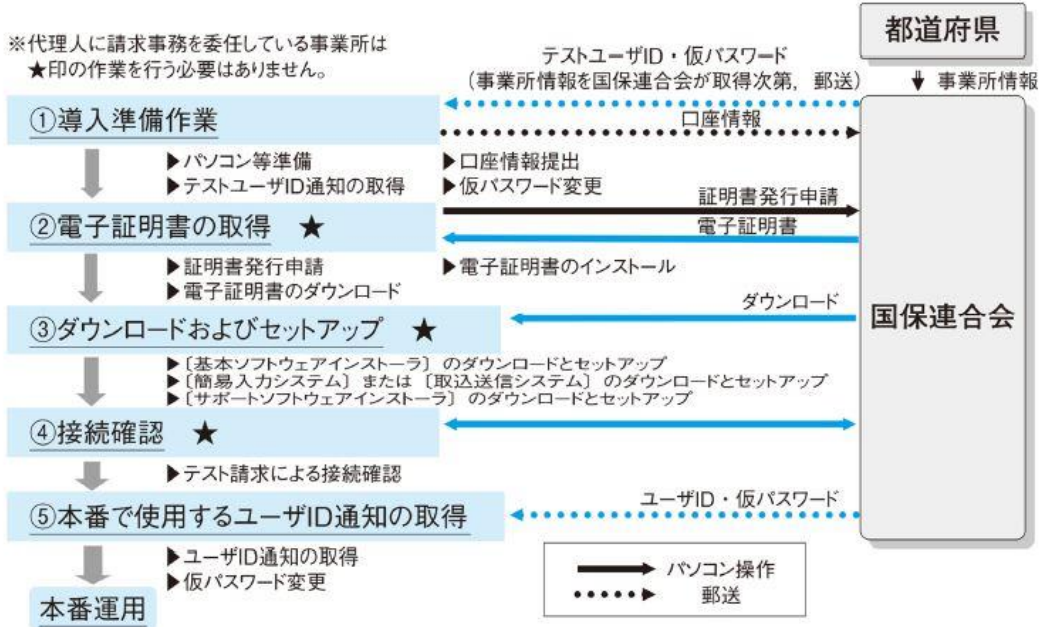 ※代理人に請求事務を委任している事業所は
★印の作業を行う必要はありません。
都道府県
事業所情報
テストユーザID・仮パスワード
(事業所情報を国保連合会が取得次第，郵送)
①導入準備作業
口座情報
▶パソコン等準備
▶テストユーザID通知の取得
▶口座情報提出
▶仮パスワード変更
証明書発行申請
②電子証明書の取得 ★
電子証明書
▶証明書発行申請
▶電子証明書のダウンロード
▶電子証明書のインストール
ダウンロード
国保連合会
③ダウンロードおよびセットアップ ★
▶〔基本ソフトウェアインストーラ〕のダウンロードとセットアップ
▶〔簡易入力システム〕または〔取込送信システム〕のダウンロードとセットアップ
▶〔サポートソフトウェアインストーラ〕のダウンロードとセットアップ
④接続確認 ★
▶テスト請求による接続確認
ユーザID・仮パスワード
⑤本番で使用するユーザID通知の取得
▶ユーザID通知の取得
▶仮パスワード変更
パソコン操作
郵送
本番運用